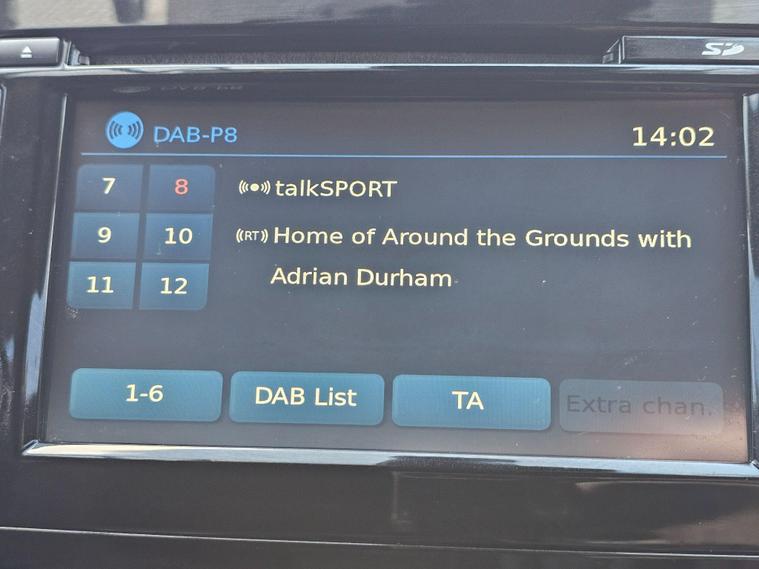 SD
DAB-P8
14:02
7 8
talkSPORT
9 10
RT Home of Around the Grounds with
11 12
Adrian Durham
1-6 DAB List TA Extra chan.